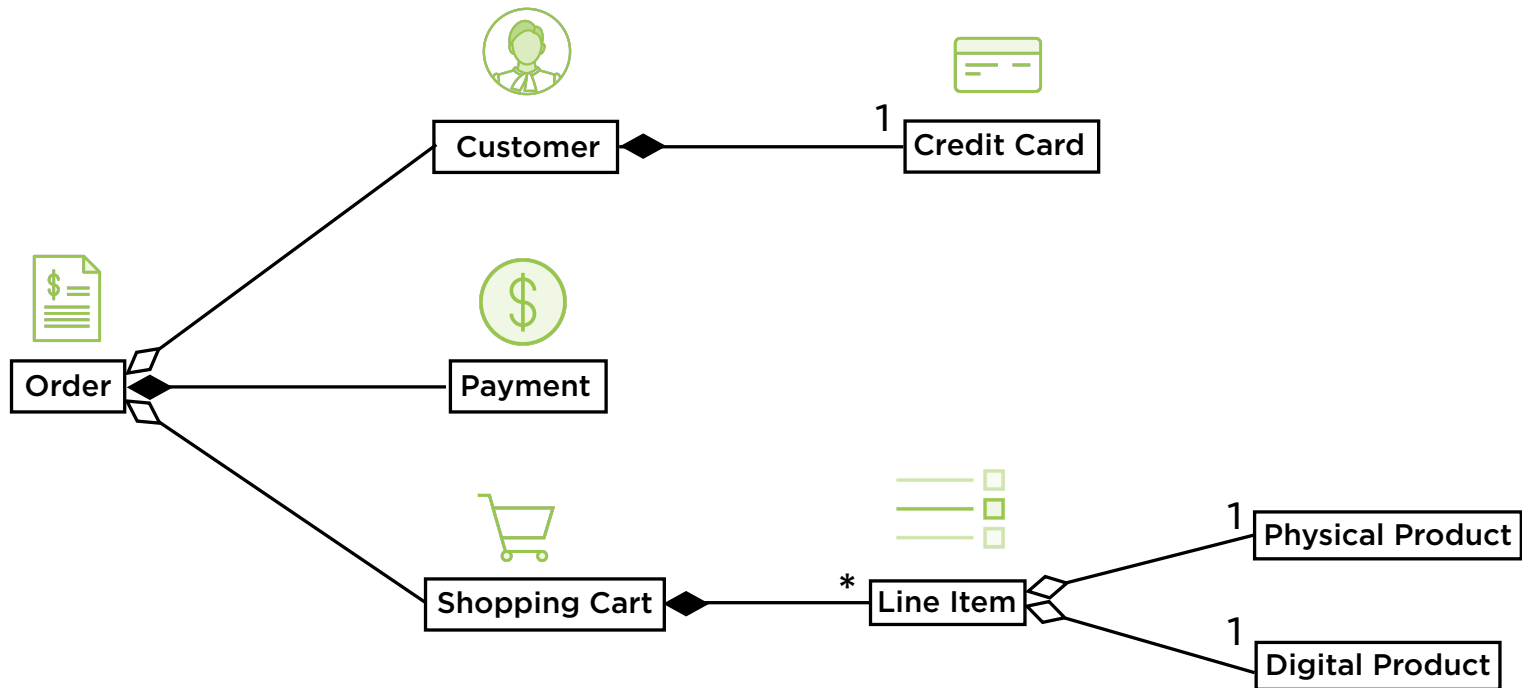 Customer
1
Credit Card
$
Order
$
Payment
Shopping Cart
*
Line Item
1
Physical Product
1
Digital Product